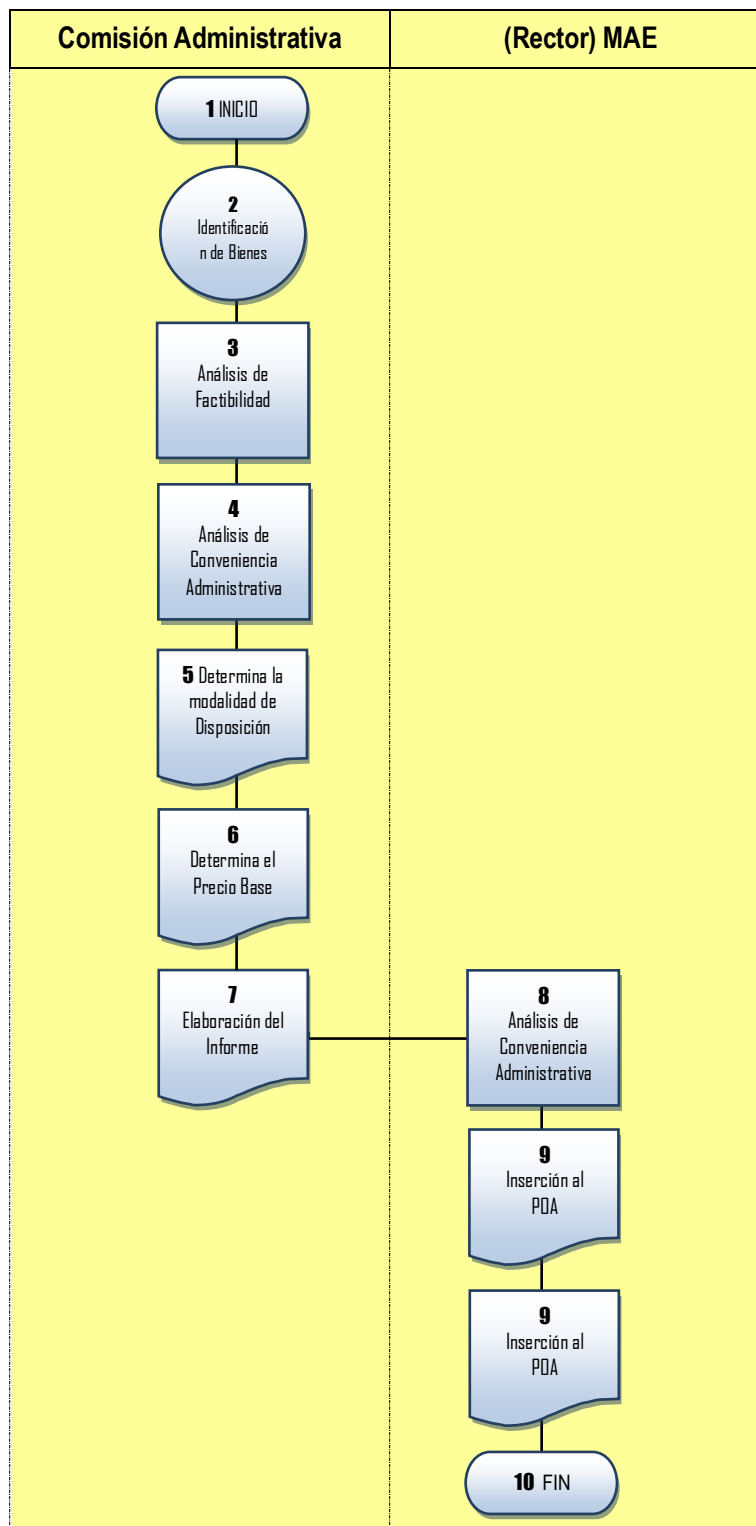 Comisión Administrativa
(Rector) MAE
1 INICIO
2
Identificació
n de Bienes
3
Análisis de
Factibilidad
4
Análisis de
Conveniencia
Administrativa
5 Determina la
modalidad de
Disposición
6
Determina el
Precio Base
7
Elaboración del
Informe
8
Análisis de
Conveniencia
Administrativa
9
Inserción al
POA
9
Inserción al
POA
10 FIN